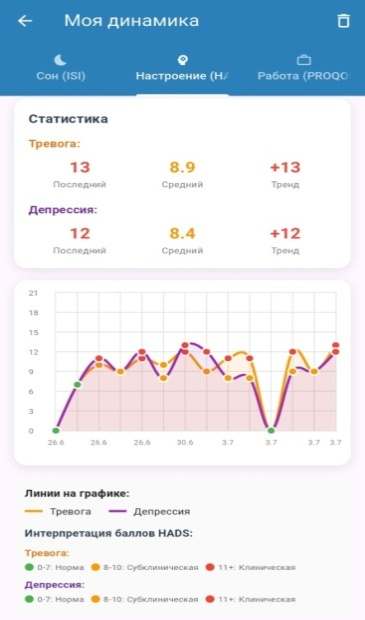 Моя динамика
Сон (ISI) Настроение (HA Работа (PROQO
Статистика
Тревога:
13 8.9 +13
Последний Средний Тренд
Депрессия:
12 8.4 +12
Последний Средний Тренд
21
18
15
12
9
6
3
0
26.6 26.6 26.6 30.6 3.7 3.7 3.7 3.7
Линии на графике:
Тревога Депрессия
Интерпретация баллов HADS:
Тревога:
0-7: Норма 8-10: Субклиническая 11+: Клиническая
Депрессия:
0-7: Норма 8-10: Субклиническая 11+: Клиническая